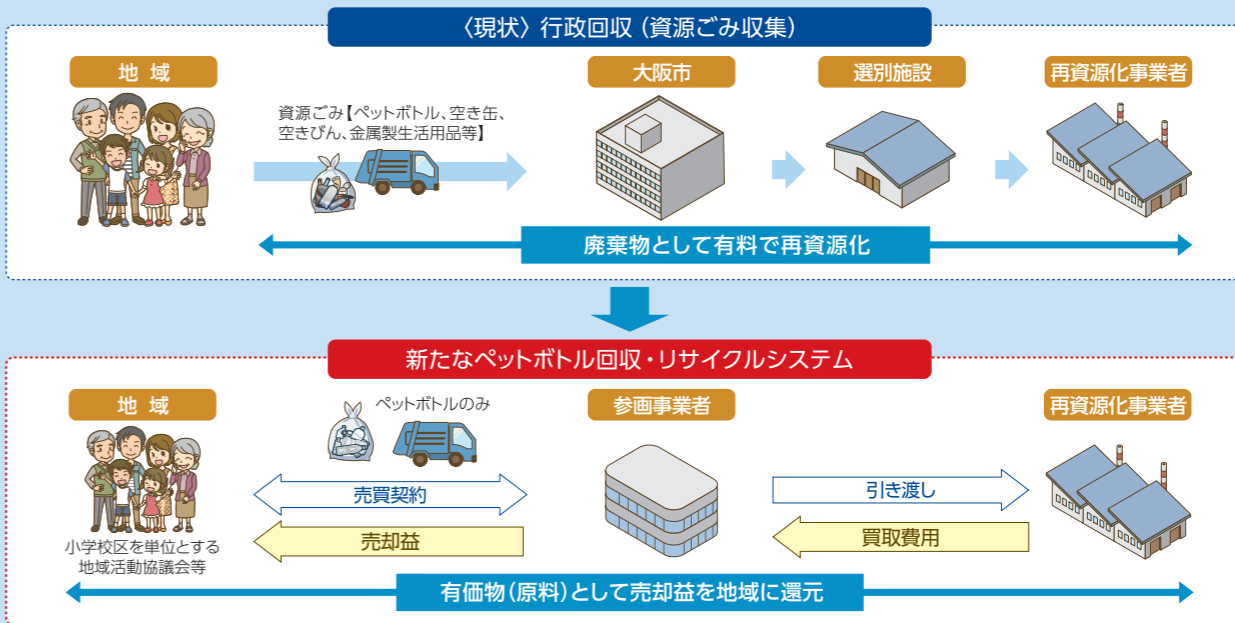 〈現状〉 行政回収 (資源ごみ収集)
地 域
大阪市
選別施設
再資源化事業者
資源ごみ【ペットボトル、空き缶、
空きびん、金属製生活用品等】
廃棄物として有料で再資源化
新たなペットボトル回収・リサイクルシステム
地 域
ペットボトルのみ
参画事業者
再資源化事業者
売買契約
引き渡し
売却益
買取費用
小学校区を単位とする
地域活動協議会等
有価物(原料)として売却益を地域に還元